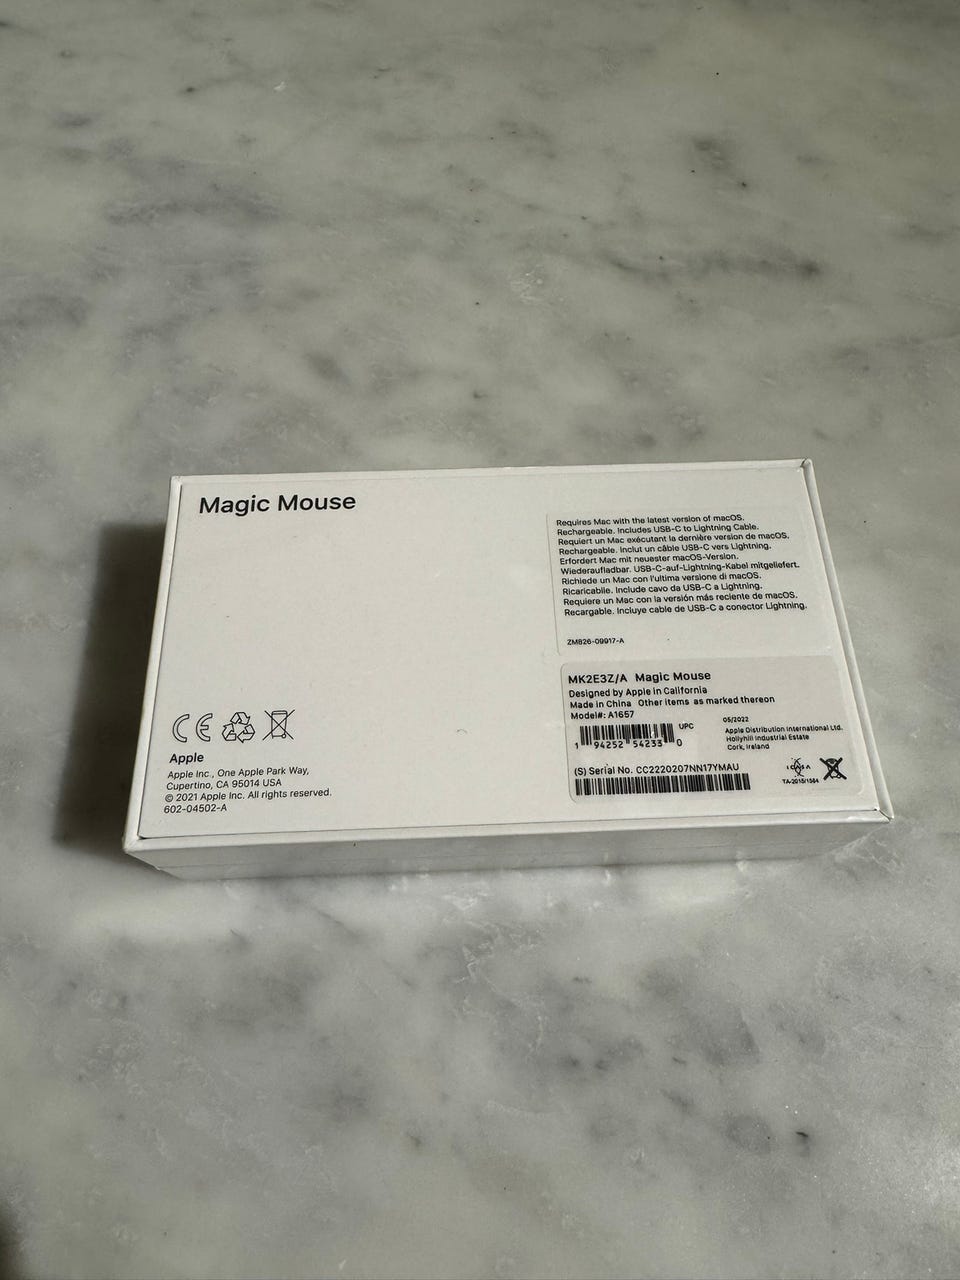 Magic Mouse
Requires Mac with the latest version of macOS.
Rechargeable. Includes USB-C to Lightning Cable.
Requiert un Mac exécutant la dernière version de macOS.
Rechargeable. Inclut un câble USB-C vers Lightning.
Erfordert Mac mit neuester macOS-Version.
Wiederaufladbar. USB-C-auf-Lightning-Kabel mitgeliefert.
Richiede un Mac con l'ultima versione di macOS.
Ricaricabile. Include cavo da USB-C a Lightning.
Requiere un Mac con la versión más reciente de macOS.
Recargable. Incluye cable de USB-C a conector Lightning.
ZM826-09917-A
MK2E3Z/A Magic Mouse
Designed by Apple in California
Made in China Other items as marked thereon
Model#: A1657
UPC
1 94252 54233 0
05/2022
Apple Distribution International Ltd.
Hollyhill Industrial Estate
Cork, Ireland
(S) Serial No. CC2220207NN17YMAU
ICASA
TA-2015/1584
CE
Apple
Apple Inc., One Apple Park Way,
Cupertino, CA 95014 USA
© 2021 Apple Inc. All rights reserved.
602-04502-A